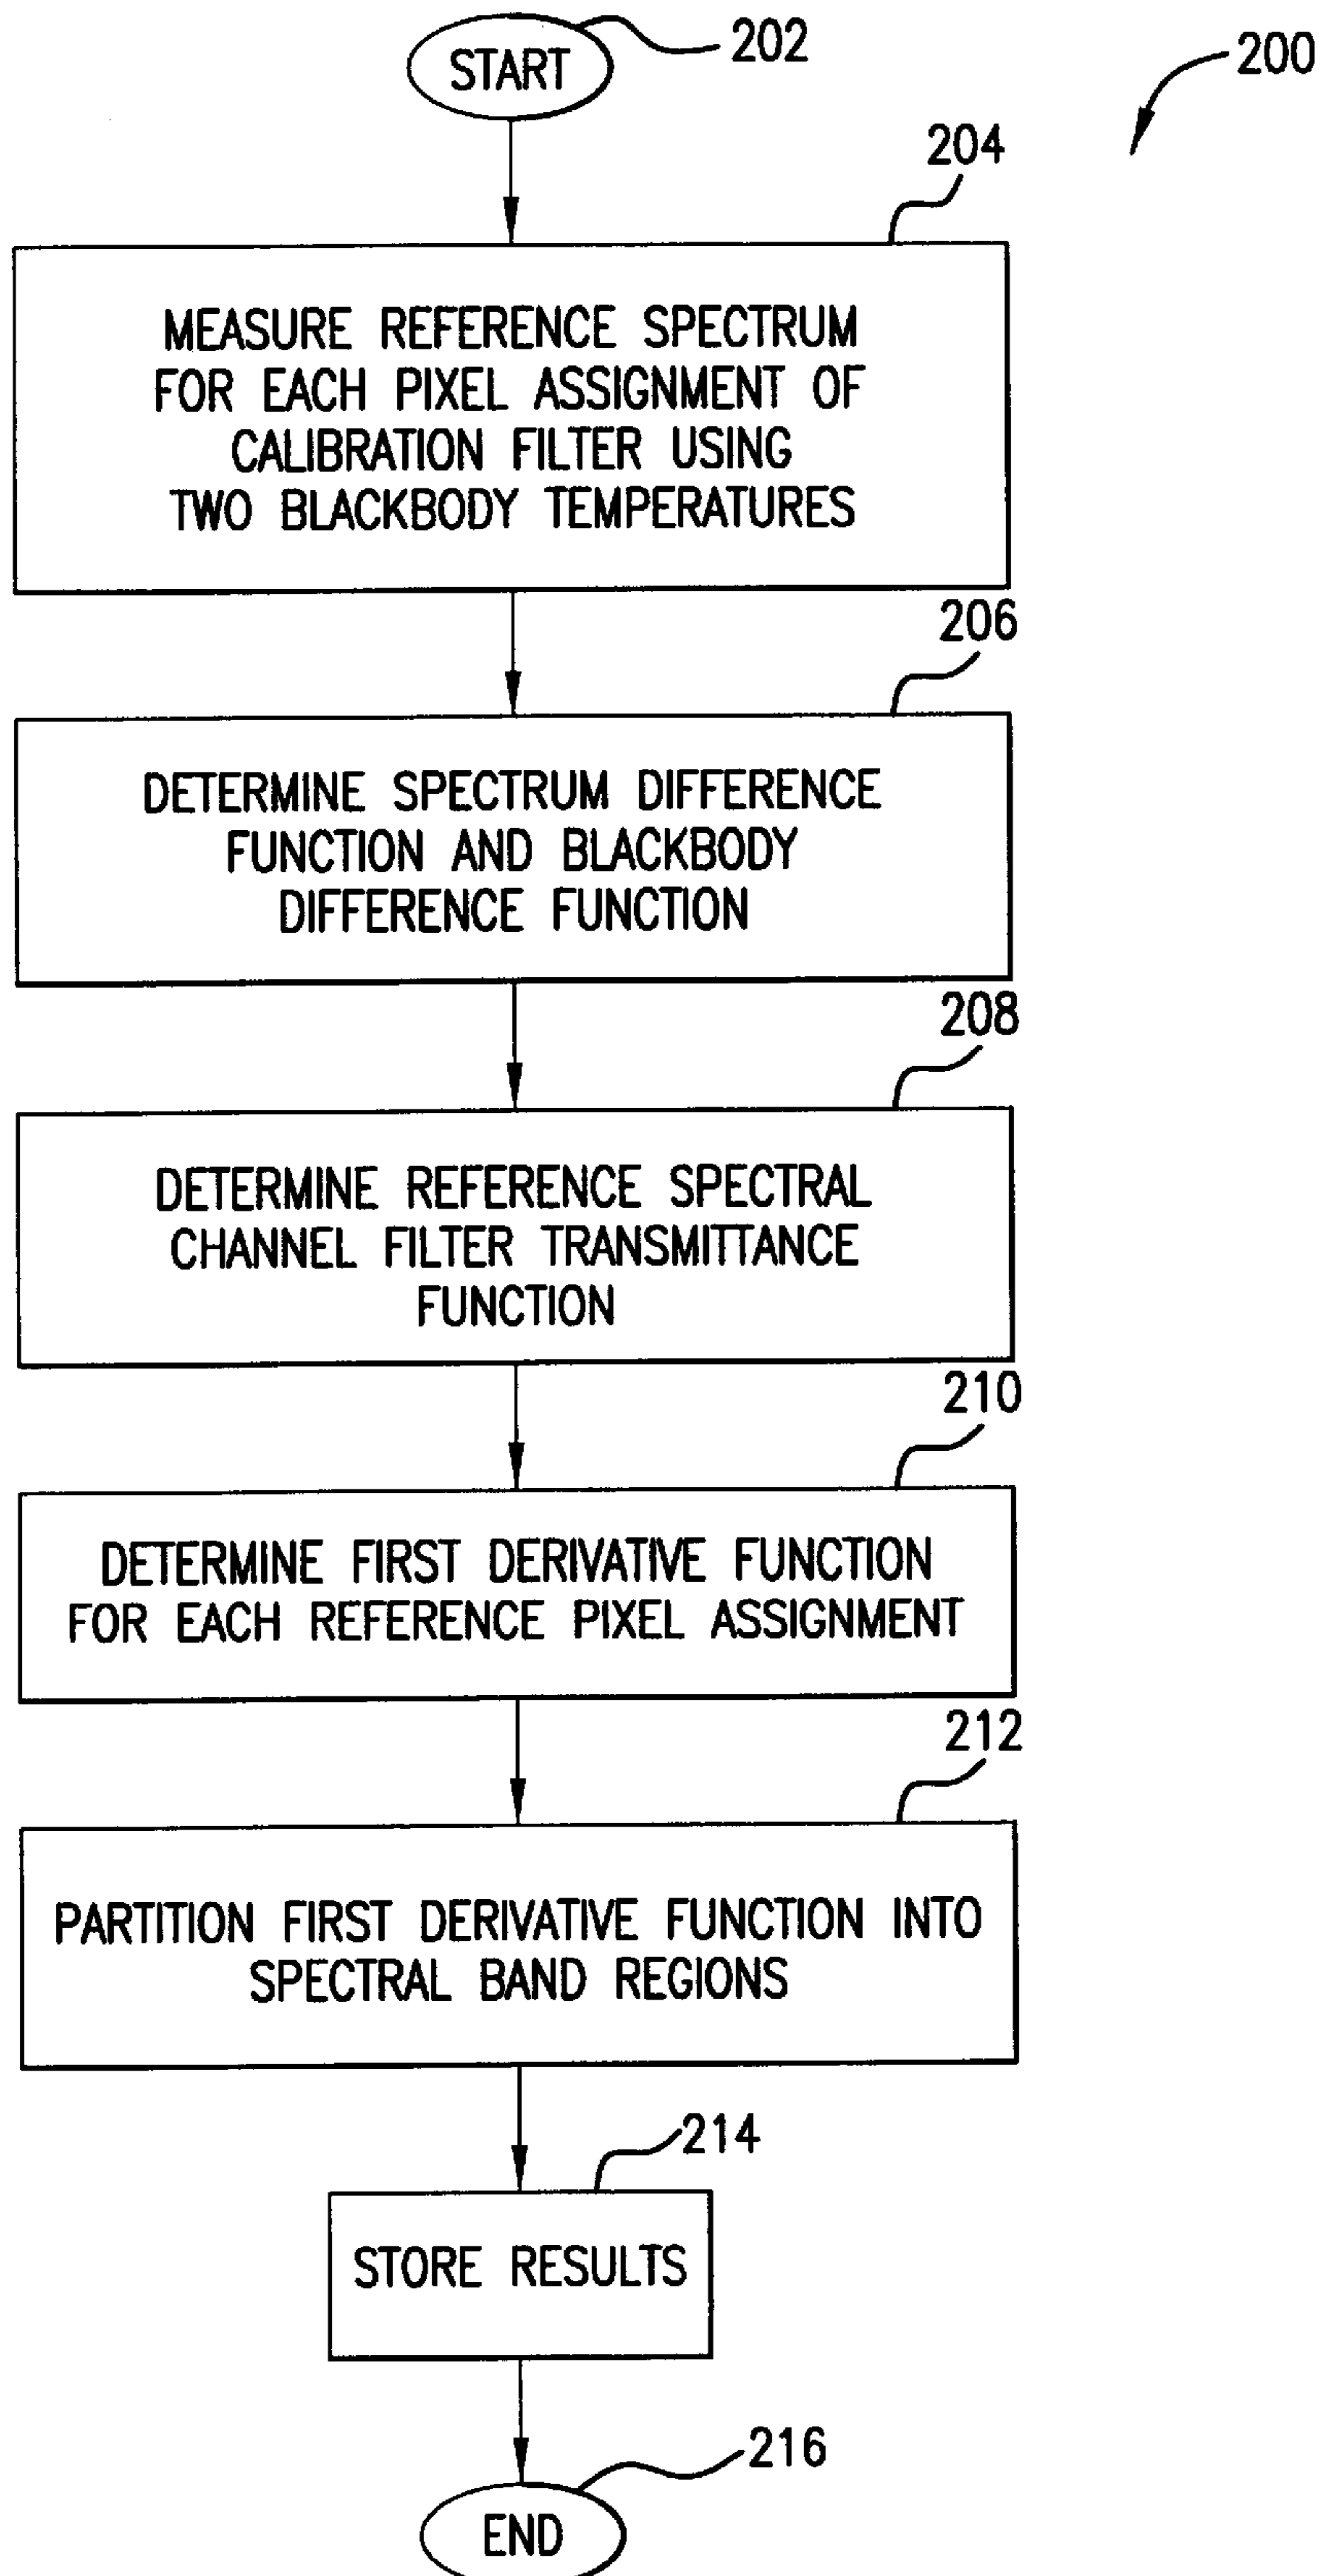 START
202
200
204
MEASURE REFERENCE SPECTRUM
FOR EACH PIXEL ASSIGNMENT OF
CALIBRATION FILTER USING
TWO BLACKBODY TEMPERATURES
206
DETERMINE SPECTRUM DIFFERENCE
FUNCTION AND BLACKBODY
DIFFERENCE FUNCTION
208
DETERMINE REFERENCE SPECTRAL
CHANNEL FILTER TRANSMITTANCE
FUNCTION
210
DETERMINE FIRST DERIVATIVE FUNCTION
FOR EACH REFERENCE PIXEL ASSIGNMENT
212
PARTITION FIRST DERIVATIVE FUNCTION INTO
SPECTRAL BAND REGIONS
214
STORE RESULTS
216
END